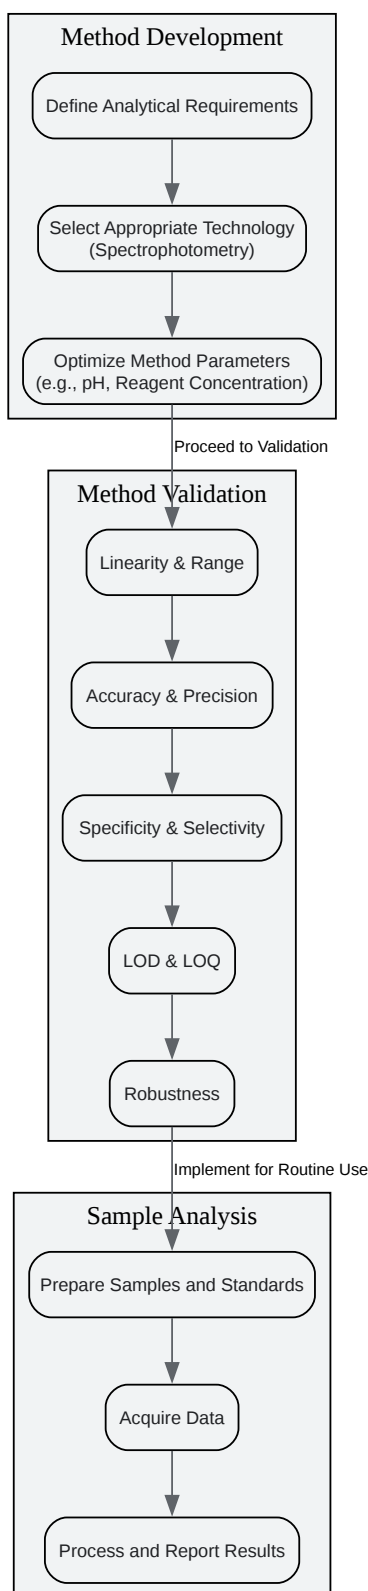 Method Development
Define Analytical Requirements
Select Appropriate Technology
(Spectrophotometry)
Optimize Method Parameters
(e.g., pH, Reagent Concentration)
Proceed to Validation
Method Validation
Linearity & Range
Accuracy & Precision
Specificity & Selectivity
LOD & LOQ
Robustness
Implement for Routine Use
Sample Analysis
Prepare Samples and Standards
Acquire Data
Process and Report Results